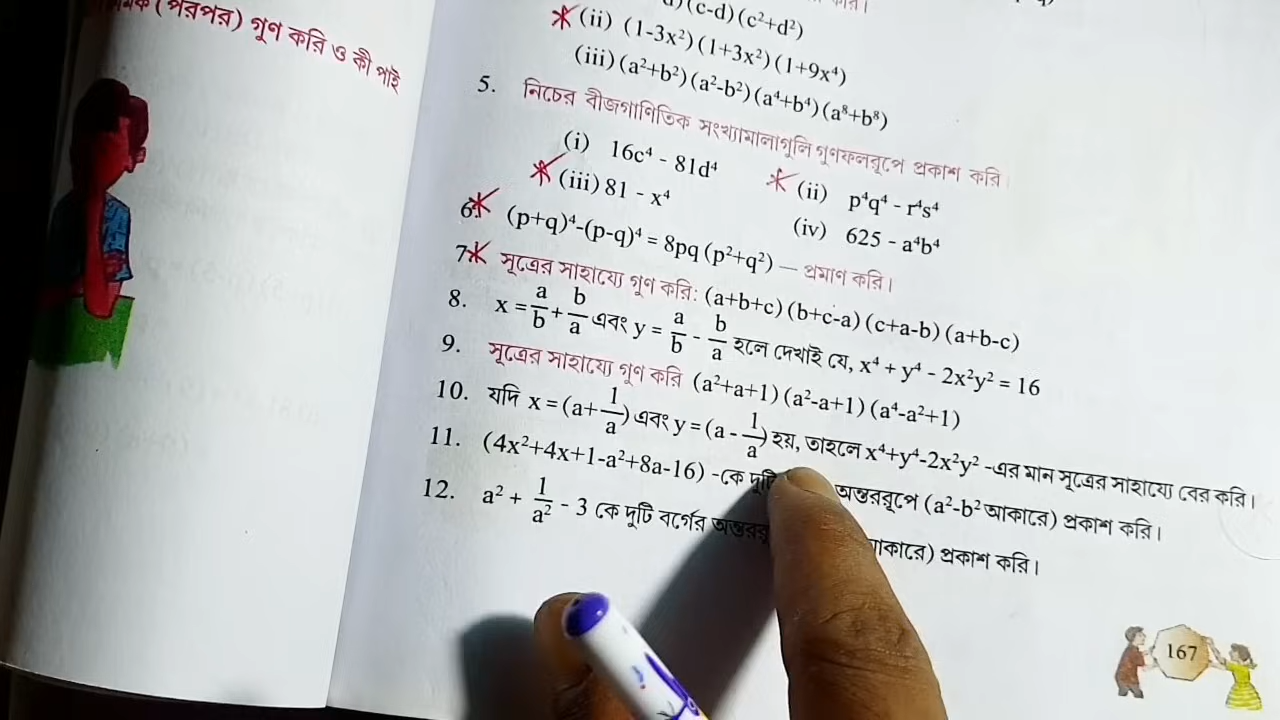 (পরপর) গুণ করি ও কী পাই
(c-d)(c²+d²)
(ii) (1-3x²)(1+3x²)(1+9x⁴)
(iii) (a²+b²)(a²-b²)(a⁴+b⁴)(a⁸+b⁸)
5. নিচের বীজগাণিতিক সংখ্যামালাগুলি গুণফলরূপে প্রকাশ করি।
(i) 16c⁴ - 81d⁴ (ii) p⁴q⁴ - r⁴s⁴
(iii) 81 - x⁴ (iv) 625 - a⁴b⁴
6. (p+q)⁴-(p-q)⁴ = 8pq (p²+q²) — প্রমাণ করি।
7. সূত্রের সাহায্যে গুণ করি: (a+b+c) (b+c-a) (c+a-b) (a+b-c)
8. x = a/b + b/a এবং y = a/b - b/a হলে দেখাই যে, x⁴ + y⁴ - 2x²y² = 16
9. সূত্রের সাহায্যে গুণ করি (a²+a+1) (a²-a+1) (a⁴-a²+1)
10. যদি x = (a+1/a) এবং y = (a - 1/a) হয়, তাহলে x⁴+y⁴-2x²y² -এর মান সূত্রের সাহায্যে বের করি।
11. (4x²+4x+1-a²+8a-16) -কে দুটি অন্তররূপে (a²-b² আকারে) প্রকাশ করি।
12. a² + 1/a² - 3 কে দুটি বর্গের আকারে) প্রকাশ করি।
167